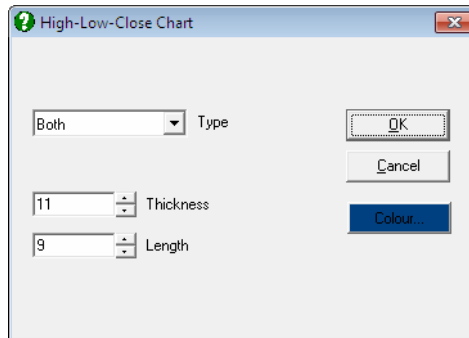 High-Low-Close Chart
Both Type
OK
Cancel
11 Thickness
Colour...
9 Length